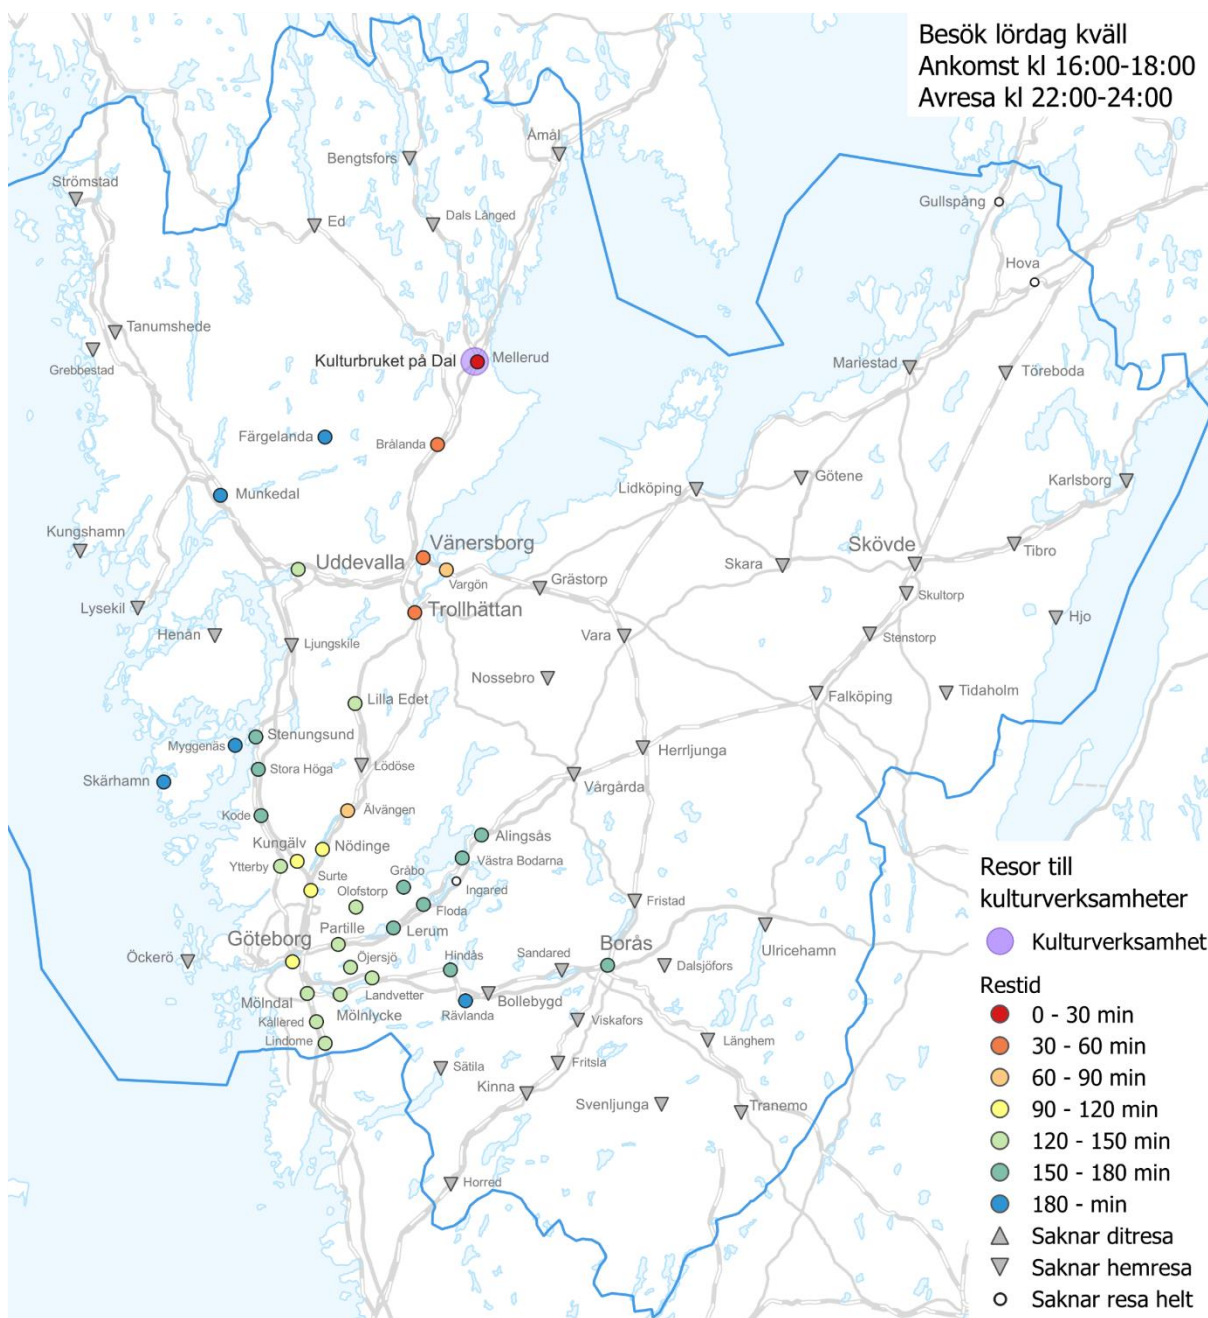 Besök lördag kväll
Ankomst kl 16:00-18:00
Avresa kl 22:00-24:00
Åmål
Bengtsfors
Strömstad
Gullspång
Dals Långed
Ed
Hova
Tanumshede
Kulturbruket på Dal
Mellerud
Mariestad
Töreboda
Grebbestad
Färgelanda
Brålanda
Götene
Karlsborg
Lidköping
Munkedal
Kungshamn
Vänersborg
Skövde
Tibro
Uddevalla
Skara
Vargön
Grästorp
Skultorp
Lysekil
Trollhättan
Hjo
Henån
Vara
Stenstorp
Ljungskile
Nossebro
Tidaholm
Lilla Edet
Falköping
Stenungsund
Myggenäs
Herrljunga
Stora Höga
Lödöse
Skärhamn
Vårgårda
Kode
Älvängen
Alingsås
Kungälv
Nödinge
Västra Bodarna
Ytterby
Surte
Gråbo
Ingared
Olofstorp
Fristad
Floda
Partille
Lerum
Göteborg
Borås
Ulricehamn
Öckerö
Öjersjö
Hindås
Sandared
Dalsjöfors
Landvetter
Mölndal
Bollebygd
Mölnlycke
Rävlanda
Kållered
Viskafors
Lindome
Länghem
Sätila
Fritsla
Kinna
Svenljunga
Tranemo
Horred
Resor till
kulturverksamheter
Kulturverksamhet
Restid
0 - 30 min
30 - 60 min
60 - 90 min
90 - 120 min
120 - 150 min
150 - 180 min
180 - min
Saknar ditresa
Saknar hemresa
Saknar resa helt